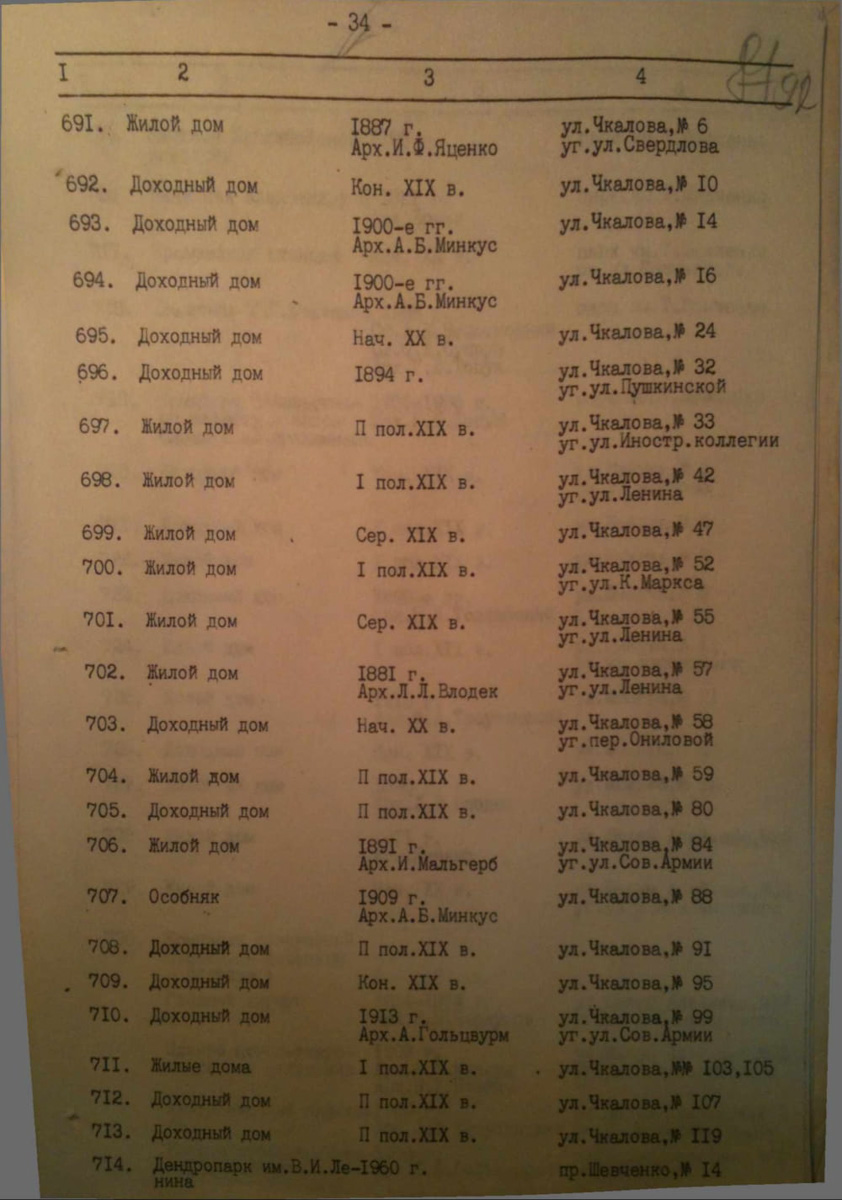 - 34 -
I 2 3 4
691. Жилой дом 1887 г. ул.Чкалова,№ 6
Арх.И.Ф.Яценко уг.ул.Свердлова
692. Доходный дом Кон. XIX в. ул.Чкалова,№ 10
693. Доходный дом 1900-е гг. ул.Чкалова,№ 14
Арх.А.Б.Минкус
694. Доходный дом 1900-е гг. ул.Чкалова,№ 16
Арх.А.Б.Минкус
695. Доходный дом Нач. XX в. ул.Чкалова,№ 24
696. Доходный дом 1894 г. ул.Чкалова,№ 32
уг.ул.Пушкинской
697. Жилой дом П пол.XIX в. ул.Чкалова,№ 33
уг.ул.Иностр.коллегии
698. Жилой дом I пол.XIX в. ул.Чкалова,№ 42
уг.ул.Ленина
699. Жилой дом Сер. XIX в. ул.Чкалова,№ 47
700. Жилой дом I пол.XIX в. ул.Чкалова,№ 52
уг.ул.К.Маркса
701. Жилой дом Сер. XIX в. ул.Чкалова,№ 55
уг.ул.Ленина
702. Жилой дом 1881 г. ул.Чкалова,№ 57
Арх.Л.Л.Влодек уг.ул.Ленина
703. Доходный дом Нач. XX в. ул.Чкалова,№ 58
уг.пер.Ониловой
704. Жилой дом П пол.XIX в. ул.Чкалова,№ 59
705. Доходный дом П пол.XIX в. ул.Чкалова,№ 80
706. Жилой дом 1891 г. ул.Чкалова,№ 84
Арх.И.Мальгерб уг.ул.Сов.Армии
707. Особняк 1909 г. ул.Чкалова,№ 88
Арх.А.Б.Минкус
708. Доходный дом П пол.XIX в. ул.Чкалова,№ 91
709. Доходный дом Кон. XIX в. ул.Чкалова,№ 95
710. Доходный дом 1913 г. ул.Чкалова,№ 99
Арх.А.Гольцвурм уг.ул.Сов.Армии
711. Жилые дома I пол.XIX в. ул.Чкалова,№№ 103,105
712. Доходный дом П пол.XIX в. ул.Чкалова,№ 107
713. Доходный дом П пол.XIX в. ул.Чкалова,№ 119
714. Дендропарк им.В.И.Ле-1960 г. пр.Шевченко,№ 14
нина